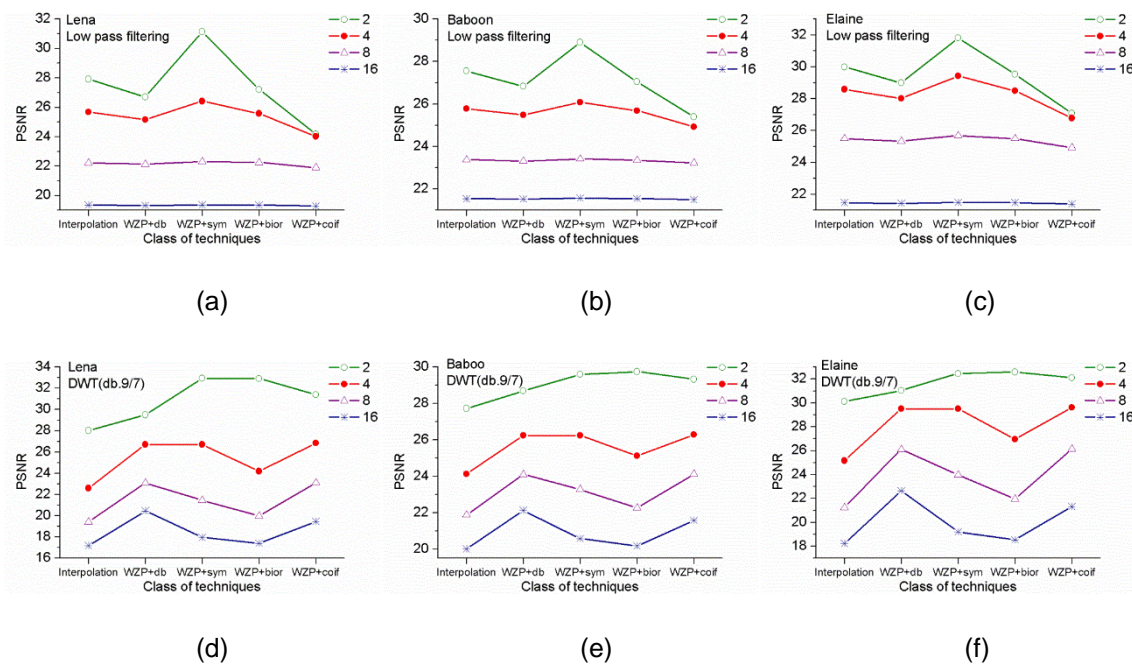 Lena
Low pass filtering
2
4
8
16
32
30
28
26
24
22
20
PSNR
Interpolation WZP+db WZP+sym WZP+bior WZP+coif
Class of techniques
(a)
Baboon
Low pass filtering
2
4
8
16
30
28
26
24
22
PSNR
Interpolation WZP+db WZP+sym WZP+bior WZP+coif
Class of techniques
(b)
Elaine
Low pass filtering
2
4
8
16
32
30
28
26
24
22
PSNR
Interpolation WZP+db WZP+sym WZP+bior WZP+coif
Class of techniques
(c)
Lena
DWT(db.9/7)
2
4
8
16
34
32
30
28
26
24
22
20
18
16
PSNR
Interpolation WZP+db WZP+sym WZP+bior WZP+coif
Class of techniques
(d)
Baboo
DWT(db.9/7)
2
4
8
16
30
28
26
24
22
20
PSNR
Interpolation WZP+db WZP+sym WZP+bior WZP+coif
Class of techniques
(e)
Elaine
DWT(db.9/7)
2
4
8
16
32
30
28
26
24
22
20
18
PSNR
Interpolation WZP+db WZP+sym WZP+bior WZP+coif
Class of techniques
(f)